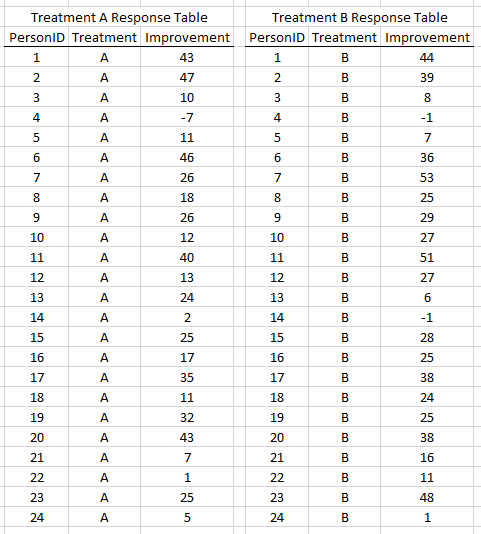 Treatment A Response Table Treatment B Response Table
PersonID Treatment Improvement PersonID Treatment Improvement
1 A 43 1 B 44
2 A 47 2 B 39
3 A 10 3 B 8
4 A -7 4 B -1
5 A 11 5 B 7
6 A 46 6 B 36
7 A 26 7 B 53
8 A 18 8 B 25
9 A 26 9 B 29
10 A 12 10 B 27
11 A 40 11 B 51
12 A 13 12 B 27
13 A 24 13 B 6
14 A 2 14 B -1
15 A 25 15 B 28
16 A 17 16 B 25
17 A 35 17 B 38
18 A 11 18 B 24
19 A 32 19 B 25
20 A 43 20 B 38
21 A 7 21 B 16
22 A 1 22 B 11
23 A 25 23 B 48
24 A 5 24 B 1